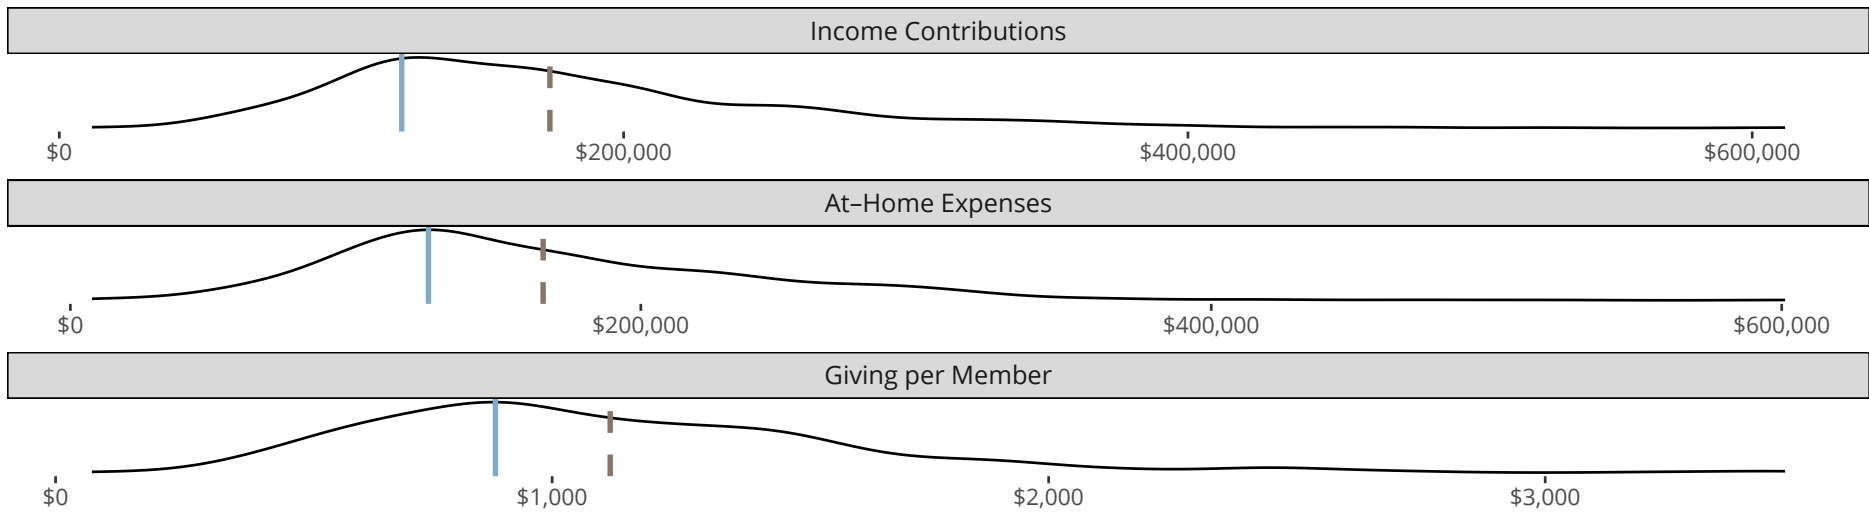 Income Contributions
$0 $200,000 $400,000 $600,000
At–Home Expenses
$0 $200,000 $400,000 $600,000
Giving per Member
$0 $1,000 $2,000 $3,000